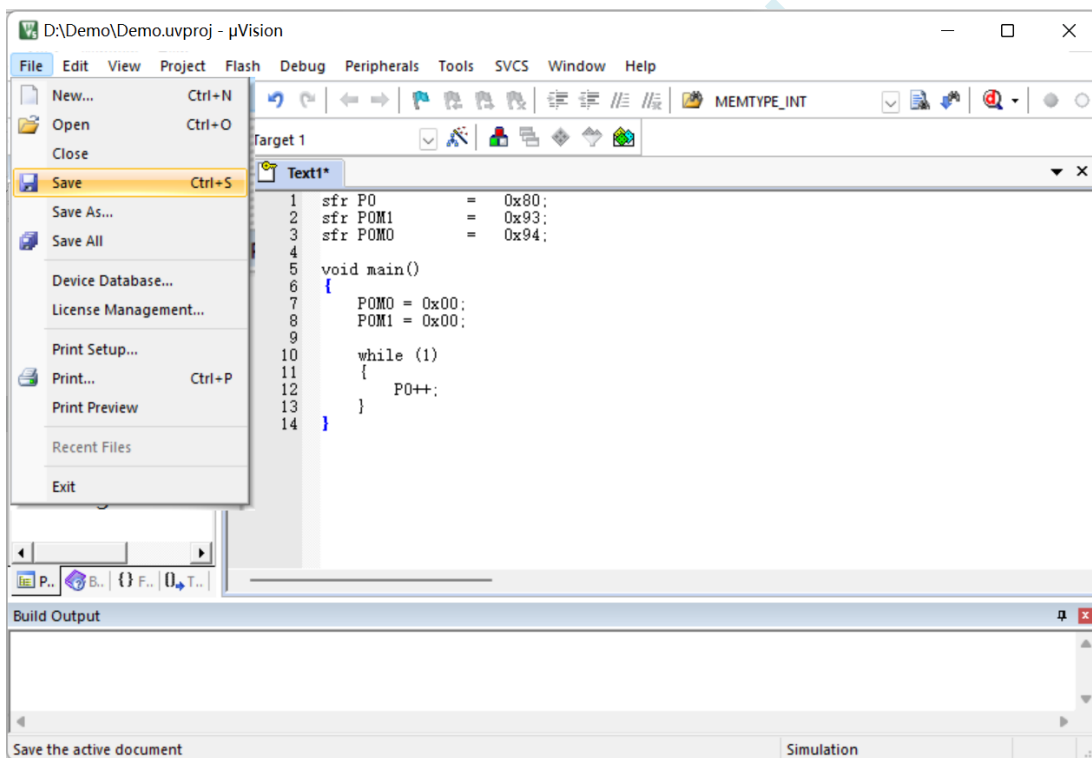 D:\Demo\Demo.uvproj - µVision
File Edit View Project Flash Debug Peripherals Tools SVCS Window Help
New... Ctrl+N
Open Ctrl+O
Close
Save Ctrl+S
Save As...
Save All
Device Database...
License Management...
Print Setup...
Print... Ctrl+P
Print Preview
Recent Files
Exit
MEMTYPE_INT
Target 1
Text1*
1 sfr P0 = 0x80;
2 sfr P0M1 = 0x93;
3 sfr P0M0 = 0x94;
4
5 void main()
6 {
7 P0M0 = 0x00;
8 P0M1 = 0x00;
9
10 while (1)
11 {
12 P0++;
13 }
14 }
P.. B.. {} F.. 0 T..
Build Output
Save the active document Simulation